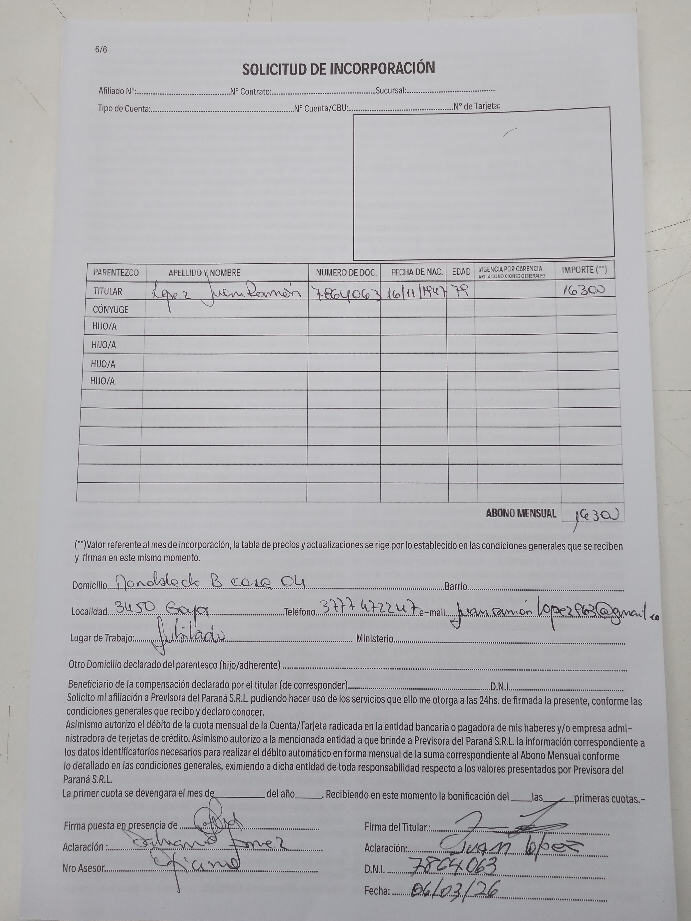 6/6
SOLICITUD DE INCORPORACIÓN
Afiliado N°: N° Contrato: Sucursal:
Tipo de Cuenta: N° Cuenta/CBU: N° de Tarjeta:
PARENTEZCO APELLIDO Y NOMBRE NUMERO DE DOC. FECHA DE NAC. EDAD VIGENCIA POR CARENCIA IMPORTE (**)
TITULAR Lopez Juan Ramón 7864063 16/11/1947 79 16300
CÓNYUGE
HIJO/A
HIJO/A
HIJO/A
HIJO/A
ABONO MENSUAL 16300
(**)Valor referente al mes de incorporación, la tabla de precios y actualizaciones se rige por lo establecido en las condiciones generales que se reciben
y firman en este mismo momento.
Domicilio B casa 04 Barrio
Localidad 3450 Goya Teléfono 3777 472247 e-mail juanramónlopez963@gmail.co
Lugar de Trabajo: Jubilado Ministerio
Otro Domicilio declarado del parentesco (hijo/adherente)
Beneficiario de la compensación declarado por el titular (de corresponder) D.N.I.
Solicito mi afiliación a Previsora del Paraná S.R.L. pudiendo hacer uso de los servicios que ello me otorga a las 24hs. de firmada la presente, conforme las
condiciones generales que recibo y declaro conocer.
Asimismo autorizo el débito de la cuota mensual de la Cuenta/Tarjeta radicada en la entidad bancaria o pagadora de mis haberes y/o empresa admi-
nistradora de tarjetas de crédito. Asimismo autorizo a la mencionada entidad a que brinde a Previsora del Paraná S.R.L. la información correspondiente a
los datos identificatorios necesarios para realizar el débito automático en forma mensual de la suma correspondiente al Abono Mensual conforme
lo detallado en las condiciones generales, eximiendo a dicha entidad de toda responsabilidad respecto a los valores presentados por Previsora del
Paraná S.R.L.
La primer cuota se devengara el mes de del año . Recibiendo en este momento la bonificación del las primeras cuotas.-
Firma puesta en presencia de Firma del Titular:
Aclaración : Aclaración: Juan Lopez
Nro Asesor: D.N.I. 7864063
Fecha: 06/03/26